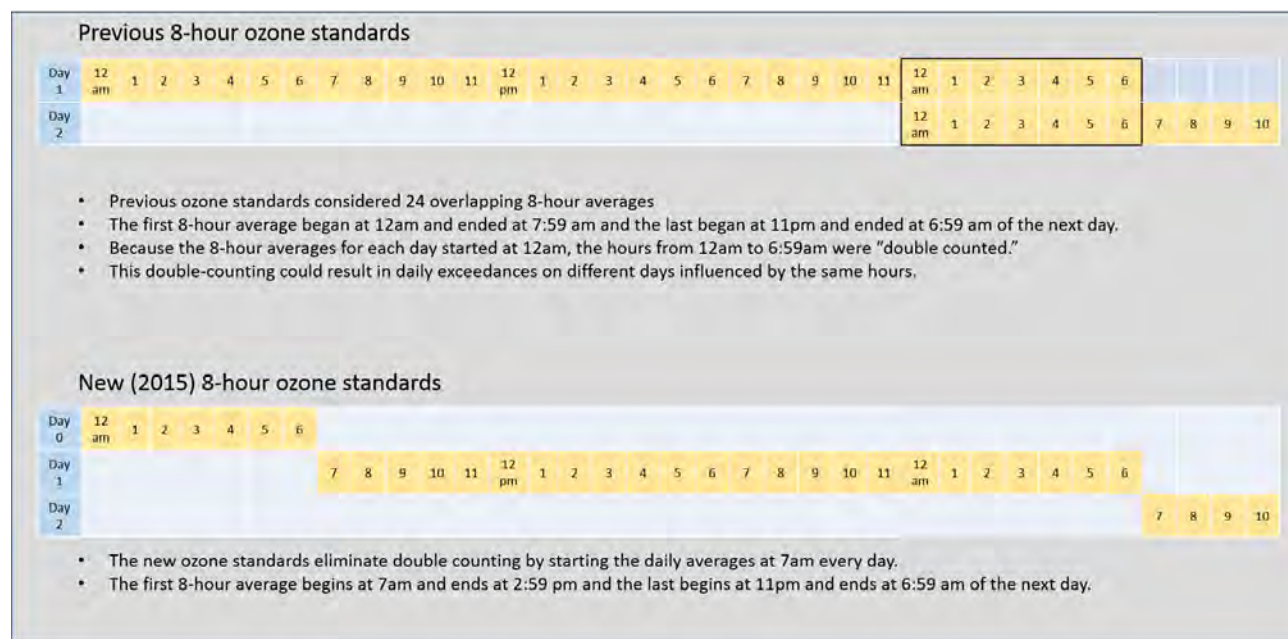 Previous 8-hour ozone standards
Day 1 12 am 1 2 3 4 5 6 7 8 9 10 11 12 pm 1 2 3 4 5 6 7 8 9 10 11 12 am 1 2 3 4 5 6
Day 2 12 am 1 2 3 4 5 6 7 8 9 10
• Previous ozone standards considered 24 overlapping 8-hour averages
• The first 8-hour average began at 12am and ended at 7:59 am and the last began at 11pm and ended at 6:59 am of the next day.
• Because the 8-hour averages for each day started at 12am, the hours from 12am to 6:59am were “double counted.”
• This double-counting could result in daily exceedances on different days influenced by the same hours.
New (2015) 8-hour ozone standards
Day 0 12 am 1 2 3 4 5 6
Day 1 7 8 9 10 11 12 pm 1 2 3 4 5 6 7 8 9 10 11 12 am 1 2 3 4 5 6
Day 2 7 8 9 10
• The new ozone standards eliminate double counting by starting the daily averages at 7am every day.
• The first 8-hour average begins at 7am and ends at 2:59 pm and the last begins at 11pm and ends at 6:59 am of the next day.